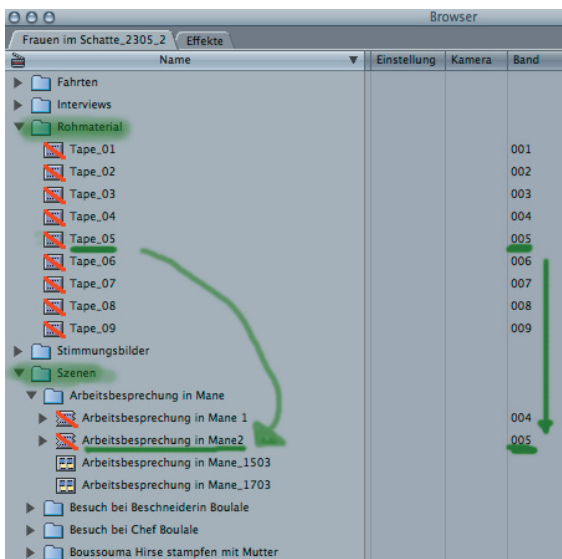 Browser
Frauen im Schatte_2305_2 Effekte
Name Einstellung Kamera Band
Fahrten
Interviews
Rohmaterial
Tape_01 001
Tape_02 002
Tape_03 003
Tape_04 004
Tape_05 005
Tape_06 006
Tape_07 007
Tape_08 008
Tape_09 009
Stimmungsbilder
Szenen
Arbeitsbesprechung in Mane
Arbeitsbesprechung in Mane 1 004
Arbeitsbesprechung in Mane2 005
Arbeitsbesprechung in Mane_1503
Arbeitsbesprechung in Mane_1703
Besuch bei Beschneiderin Boulale
Besuch bei Chef Boulale
Boussouma Hirse stampfen mit Mutter